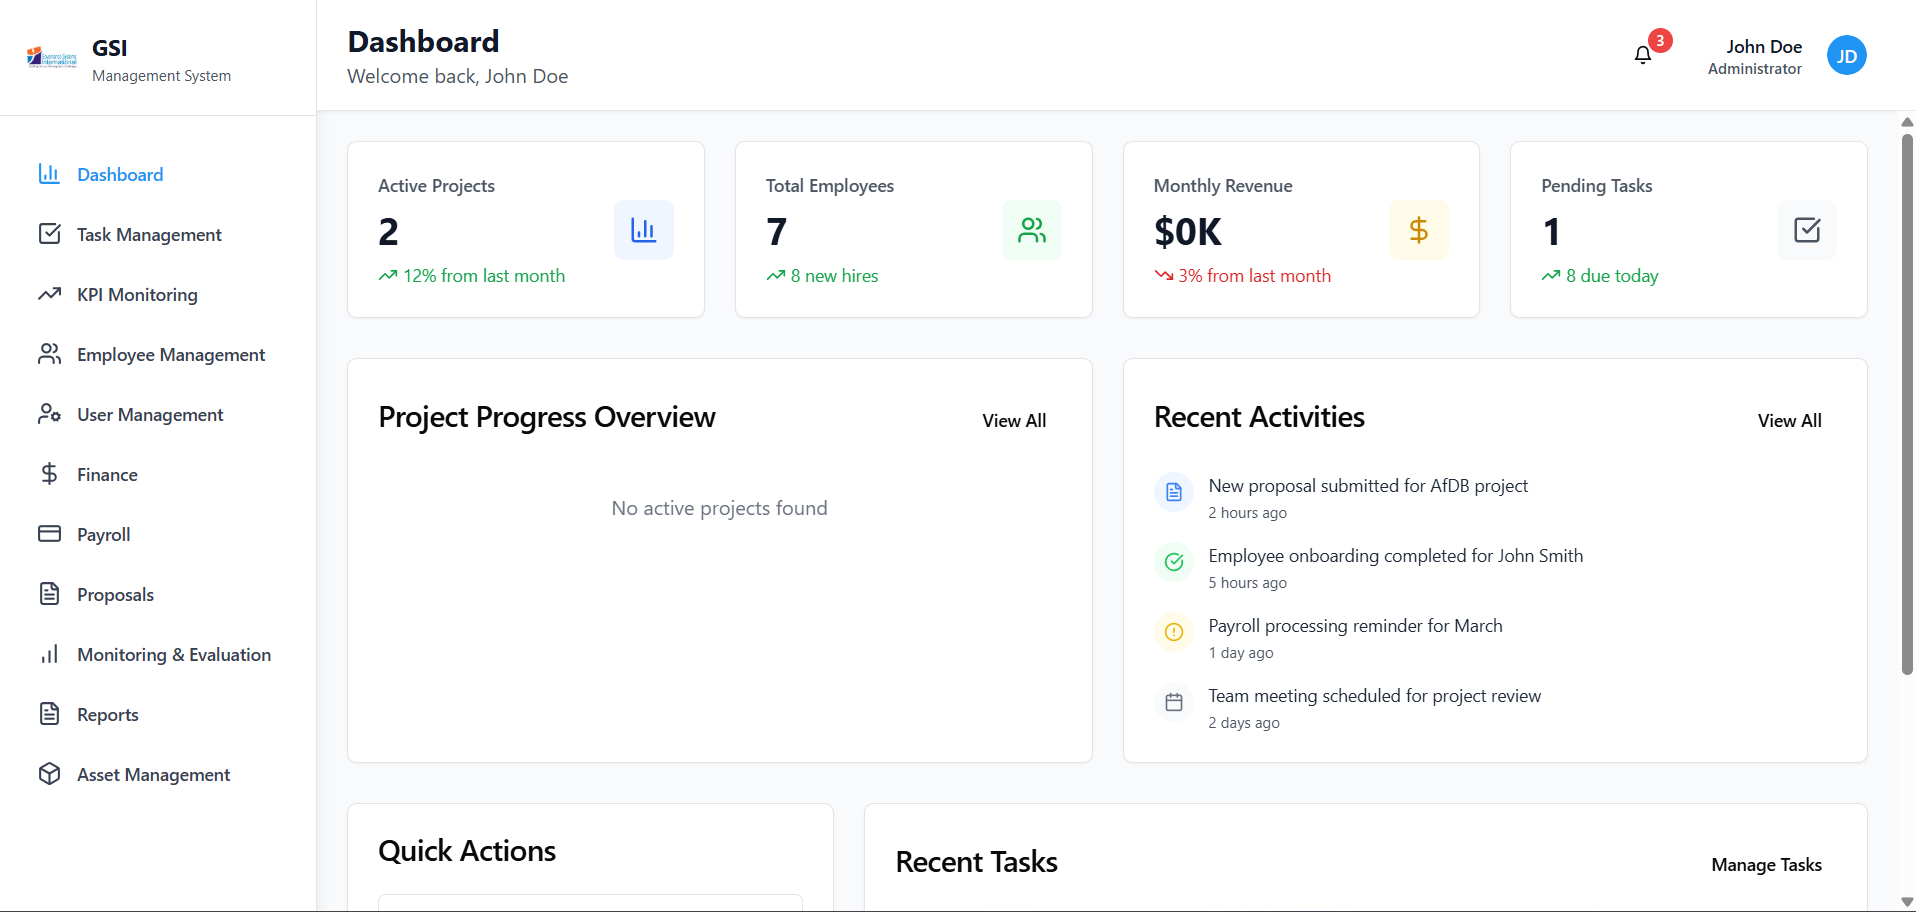 GSI
Management System
Dashboard
Task Management
KPI Monitoring
Employee Management
User Management
Finance
Payroll
Proposals
Monitoring & Evaluation
Reports
Asset Management
Dashboard
Welcome back, John Doe
3
John Doe
Administrator
JD
Active Projects
2
12% from last month
Total Employees
7
8 new hires
Monthly Revenue
$0K
3% from last month
Pending Tasks
1
8 due today
Project Progress Overview
View All
No active projects found
Recent Activities
View All
New proposal submitted for AfDB project
2 hours ago
Employee onboarding completed for John Smith
5 hours ago
Payroll processing reminder for March
1 day ago
Team meeting scheduled for project review
2 days ago
Quick Actions
Recent Tasks
Manage Tasks